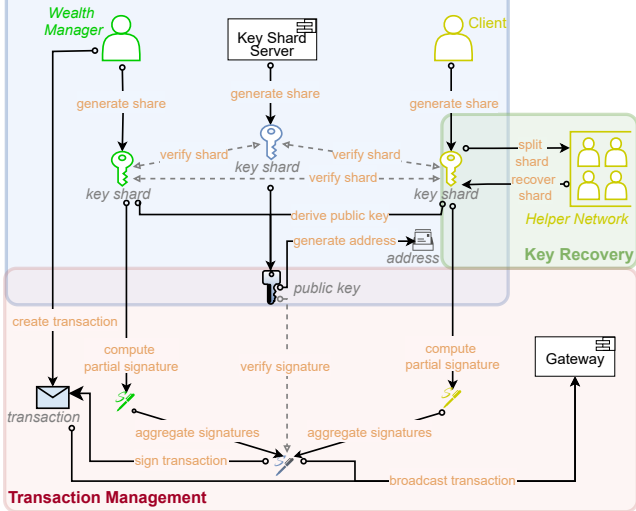 Wealth
Manager
Key Shard
Server
Client
generate share
generate share
generate share
verify shard
verify shard
verify shard
split
shard
recover
shard
key shard
key shard
Helper Network
derive public key
generate address
address
Key Recovery
public key
create transaction
compute
partial signature
verify signature
compute
partial signature
Gateway
transaction
aggregate signatures
aggregate signatures
sign transaction
broadcast transaction
Transaction Management